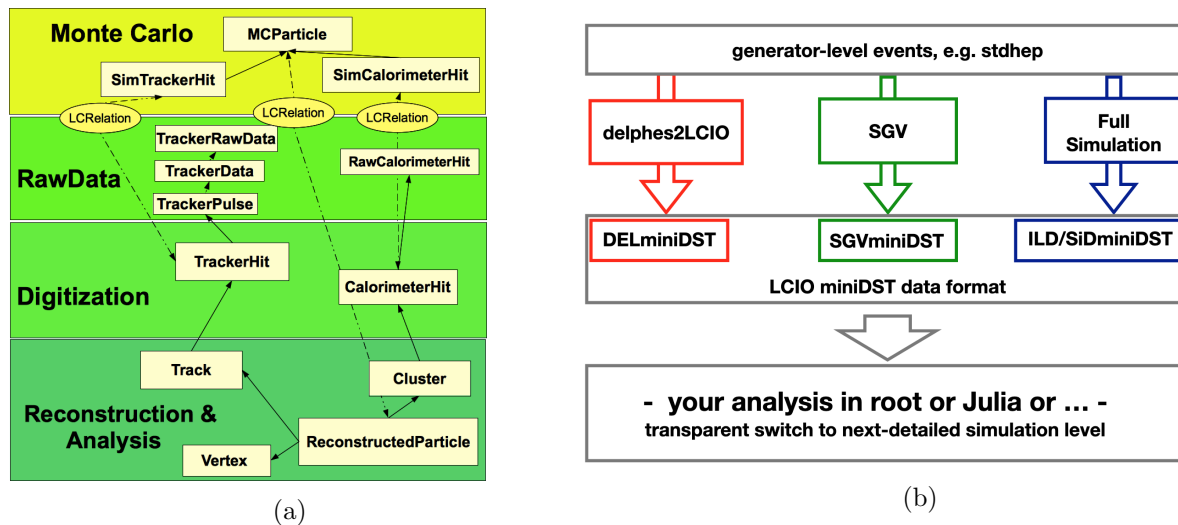 Monte Carlo
MCParticle
SimTrackerHit
SimCalorimeterHit
LCRelation
LCRelation
LCRelation
TrackerRawData
RawCalorimeterHit
TrackerData
RawData
TrackerPulse
TrackerHit
Digitization
CalorimeterHit
Track
Cluster
Reconstruction &
Analysis
ReconstructedParticle
Vertex
(a)
generator-level events, e.g. stdhep
delphes2LCIO
SGV
Full
Simulation
DELminiDST
SGVminiDST
ILD/SiDminiDST
LCIO miniDST data format
- your analysis in root or Julia or ... -
transparent switch to next-detailed simulation level
(b)